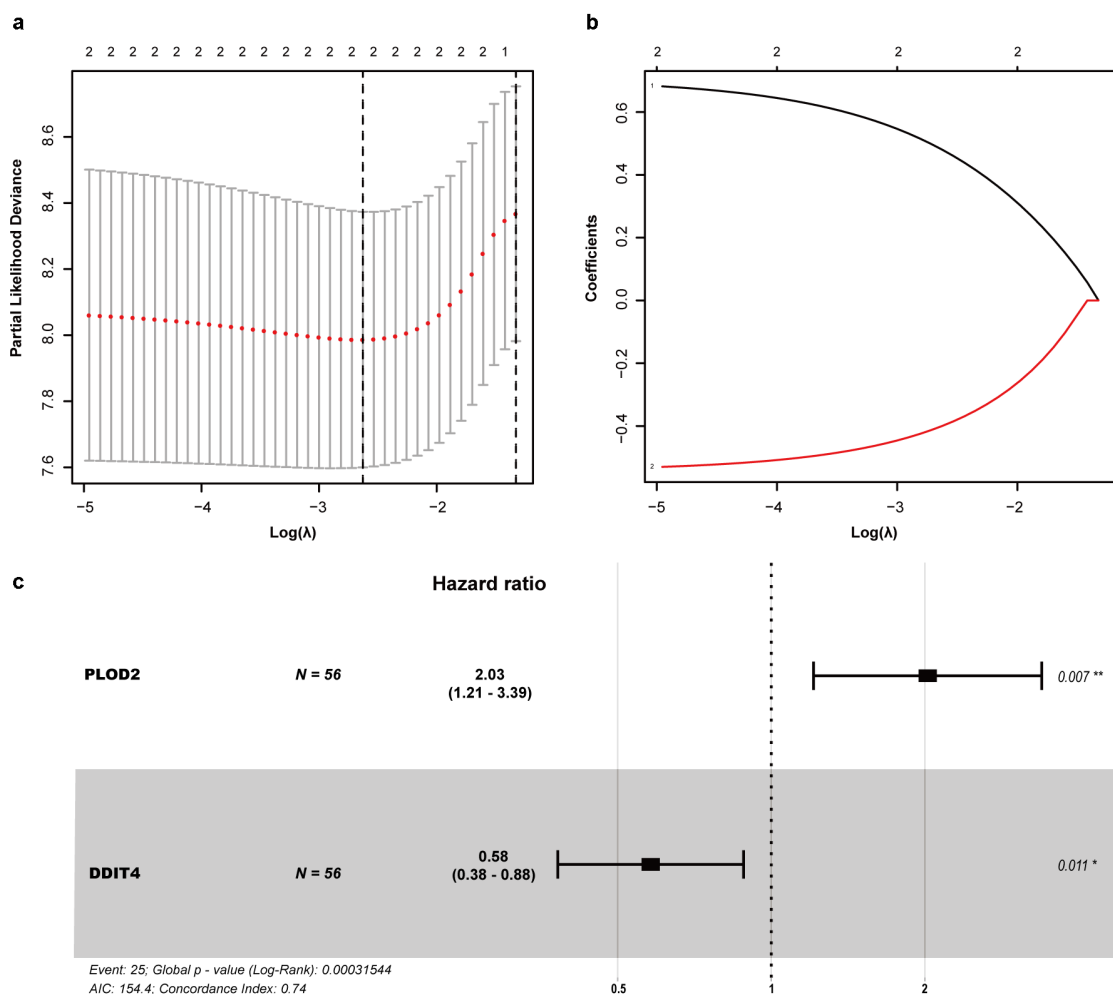 a
2 2 2 2 2 2 2 2 2 2 2 2 2 2 2 2 2 2 2 1
Partial Likelihood Deviance
8.6
8.4
8.2
8.0
7.8
7.6
−5 −4 −3 −2
Log(λ)
b
2 2 2 2
Coefficients
0.6
0.4
0.2
0.0
−0.2
−0.4
1
2
−5 −4 −3 −2
Log(λ)
c
Hazard ratio
PLOD2 N = 56 2.03 0.007 **
(1.21 - 3.39)
DDIT4 N = 56 0.58 0.011 *
(0.38 - 0.88)
Event: 25; Global p - value (Log-Rank): 0.00031544
AIC: 154.4; Concordance Index: 0.74
0.5 1 2